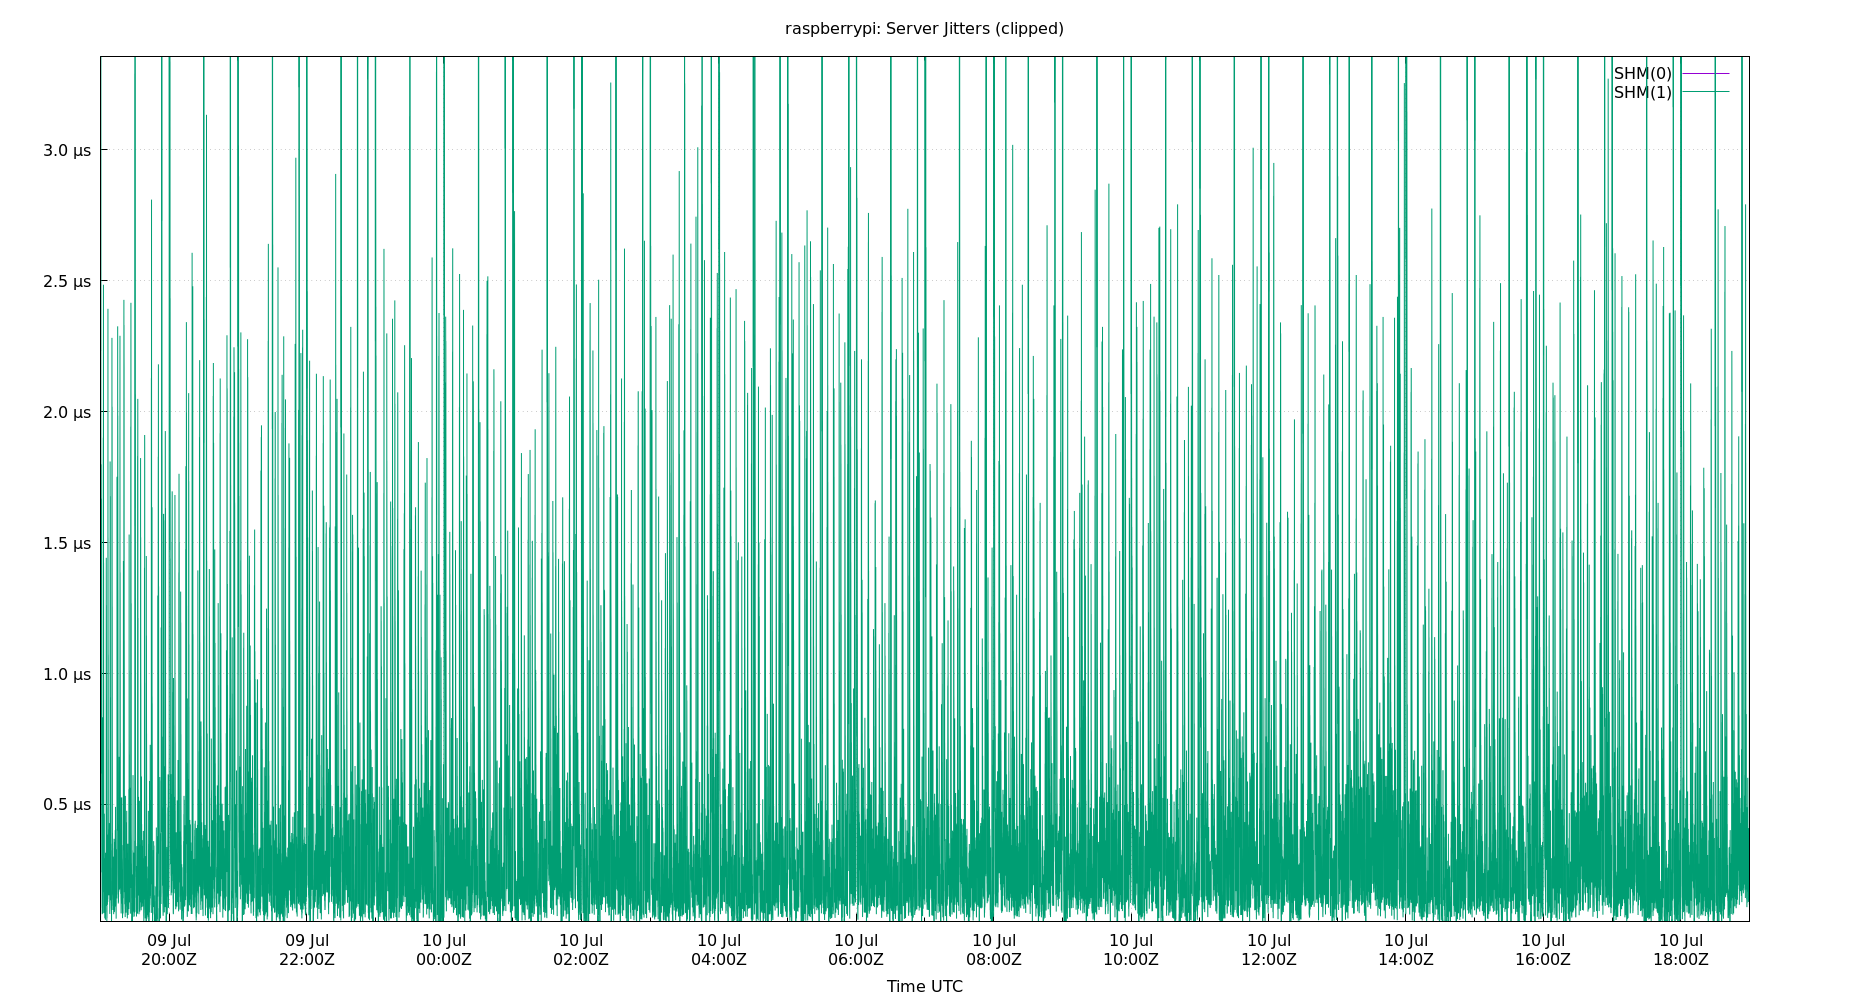 raspberrypi: Server Jitters (clipped)
SHM(0)
SHM(1)
3.0 µs
2.5 µs
2.0 µs
1.5 µs
1.0 µs
0.5 µs
09 Jul 09 Jul 10 Jul 10 Jul 10 Jul 10 Jul 10 Jul 10 Jul 10 Jul 10 Jul 10 Jul 10 Jul
20:00Z 22:00Z 00:00Z 02:00Z 04:00Z 06:00Z 08:00Z 10:00Z 12:00Z 14:00Z 16:00Z 18:00Z
Time UTC